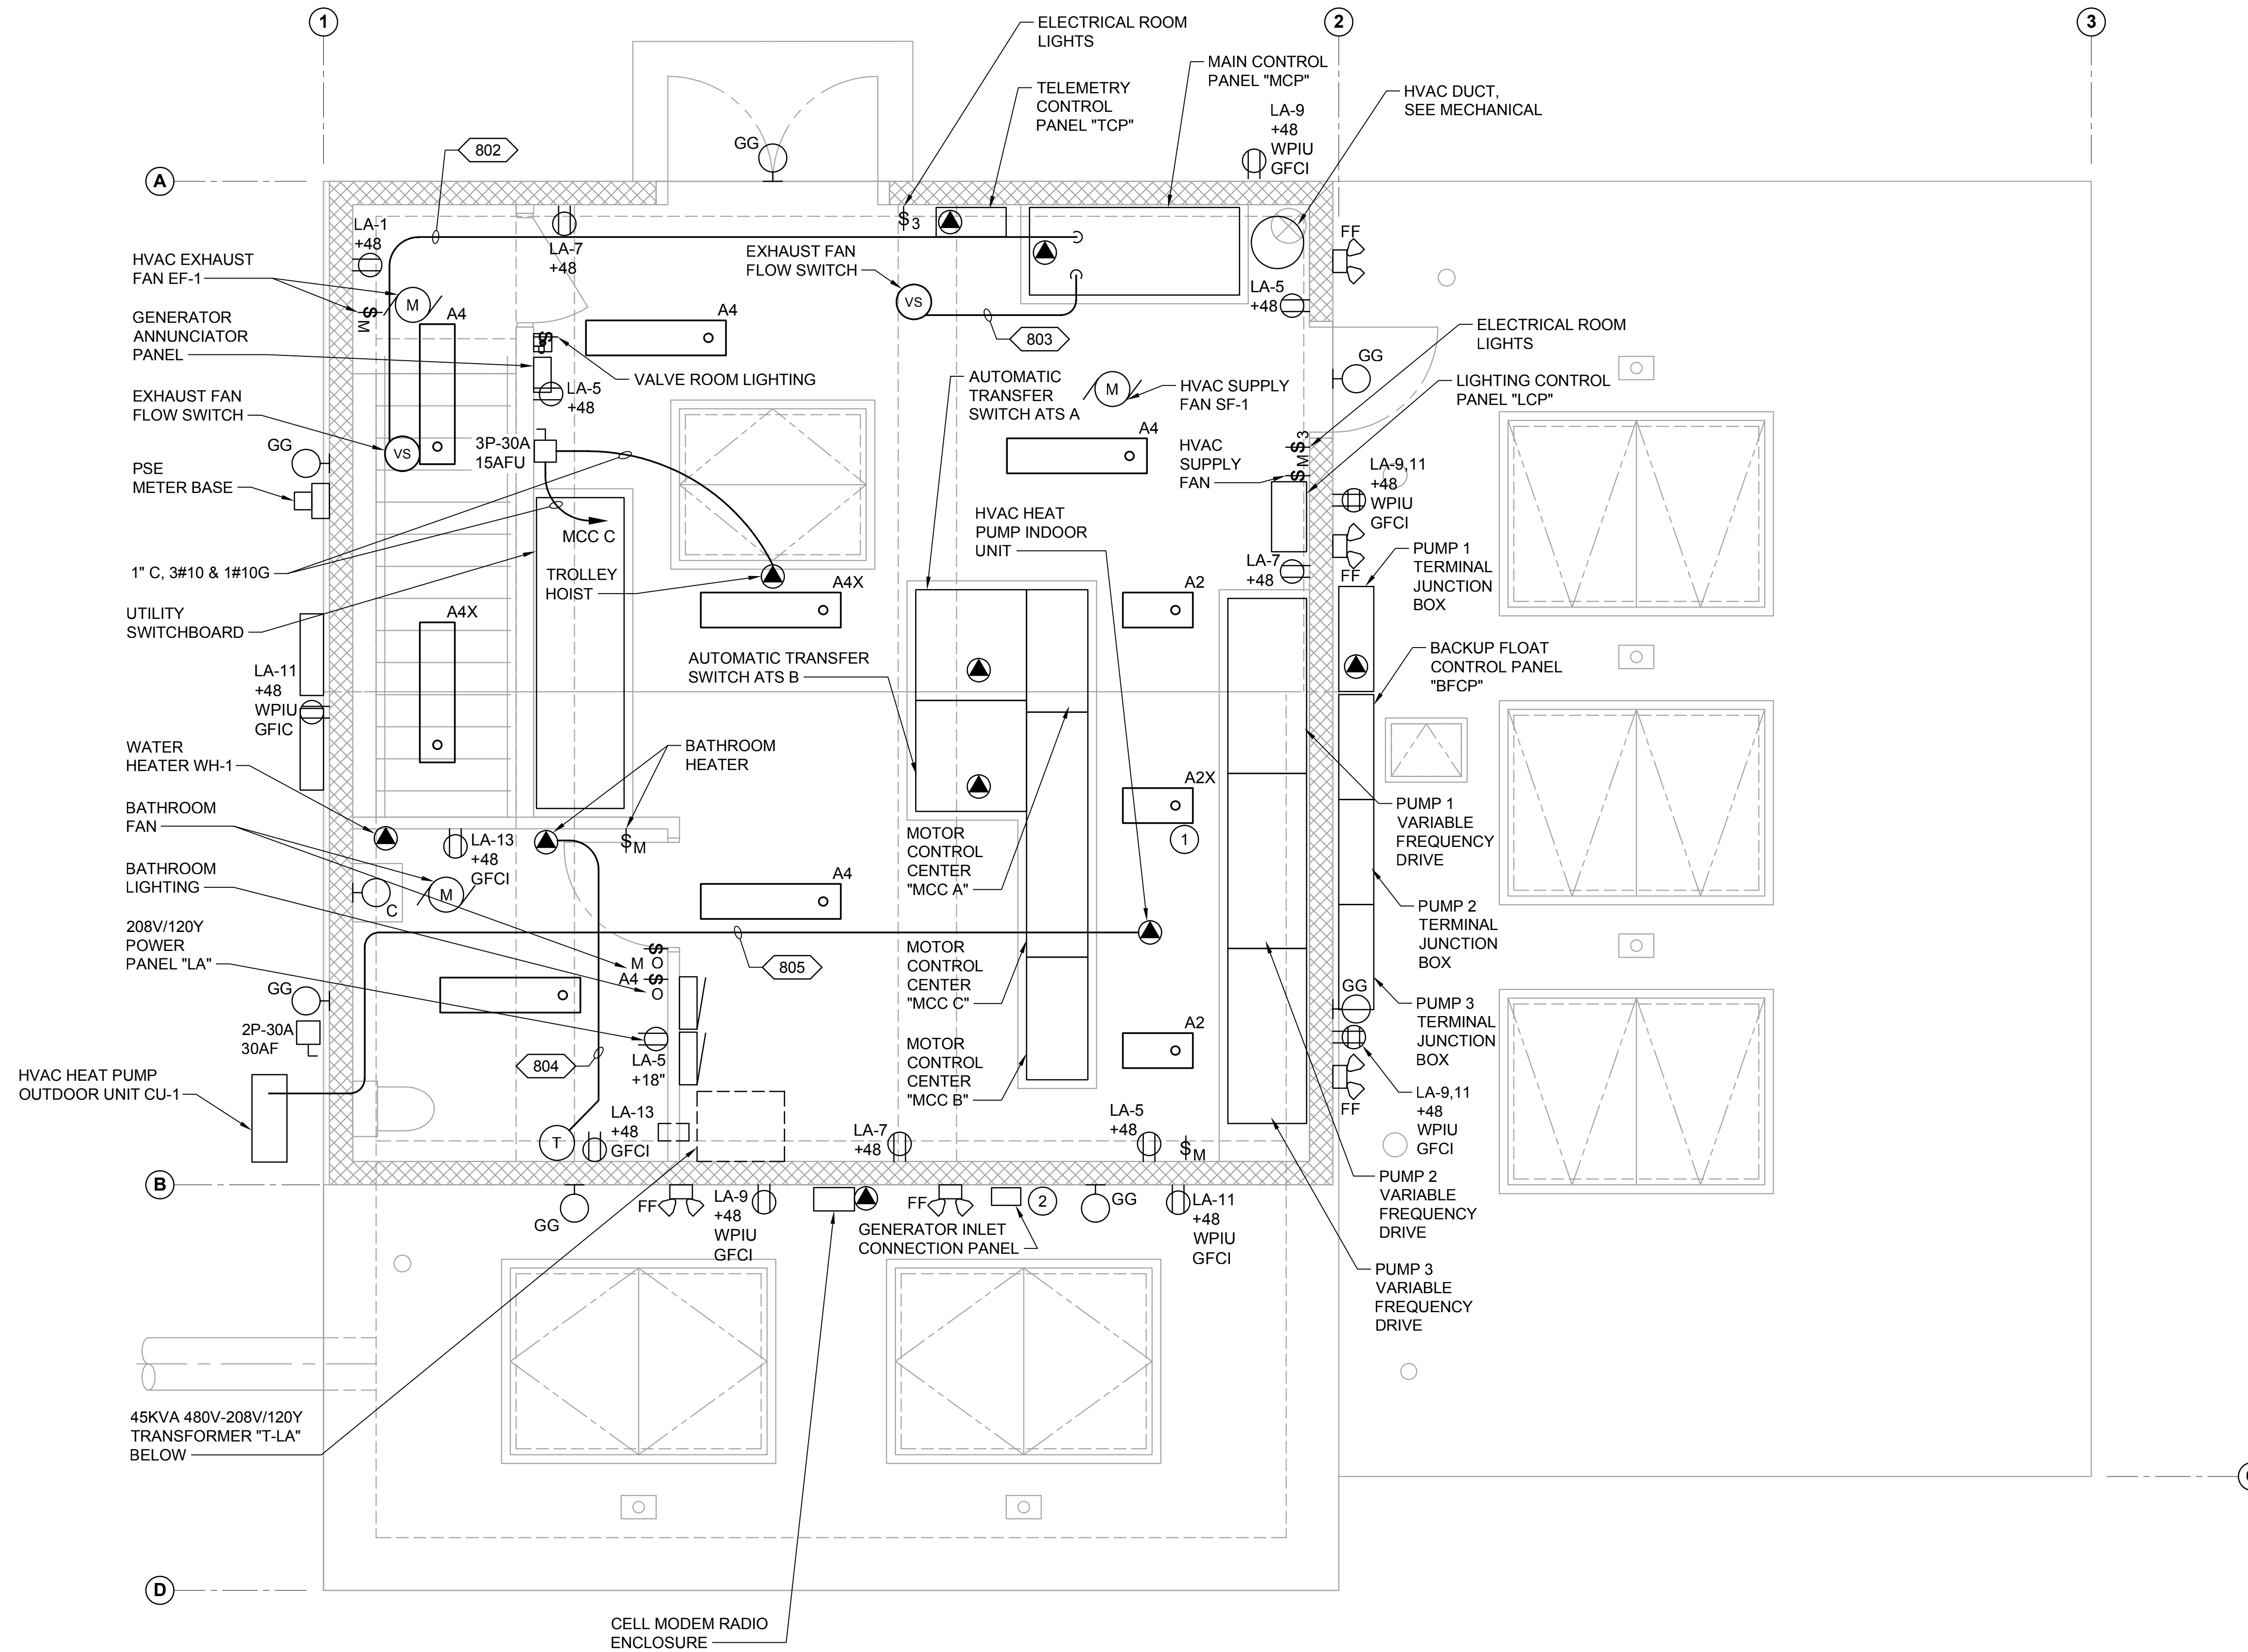 1
2
3
ELECTRICAL ROOM
LIGHTS
MAIN CONTROL
PANEL "MCP"
TELEMETRY
CONTROL
PANEL "TCP"
HVAC DUCT,
SEE MECHANICAL
LA-9
+48
WPIU
GFCI
802
GG
A
LA-1
+48
LA-7
+48
S3
EXHAUST FAN
FLOW SWITCH
VS
FF
HVAC EXHAUST
FAN EF-1
M
SM
A4
A4
LA-5
+48
GENERATOR
ANNUNCIATOR
PANEL
803
ELECTRICAL ROOM
LIGHTS
GG
VALVE ROOM LIGHTING
LA-5
+48
AUTOMATIC
TRANSFER
SWITCH ATS A
M
HVAC SUPPLY
FAN SF-1
LIGHTING CONTROL
PANEL "LCP"
EXHAUST FAN
FLOW SWITCH
VS
3P-30A
15AFU
A4
S3
SM
HVAC
SUPPLY
FAN
GG
PSE
METER BASE
LA-9,11
+48
WPIU
GFCI
MCC C
HVAC HEAT
PUMP INDOOR
UNIT
1" C, 3#10 & 1#10G
TROLLEY
HOIST
A4X
A2
LA-7
+48
FF
PUMP 1
TERMINAL
JUNCTION
BOX
UTILITY
SWITCHBOARD
A4X
AUTOMATIC TRANSFER
SWITCH ATS B
BACKUP FLOAT
CONTROL PANEL
"BFCP"
LA-11
+48
WPIU
GFIC
WATER
HEATER WH-1
BATHROOM
HEATER
A2X
1
PUMP 1
VARIABLE
FREQUENCY
DRIVE
BATHROOM
FAN
LA-13
+48
GFCI
SM
MOTOR
CONTROL
CENTER
"MCC A"
BATHROOM
LIGHTING
C
M
A4
PUMP 2
TERMINAL
JUNCTION
BOX
208V/120Y
POWER
PANEL "LA"
M
SO
A4
SO
805
MOTOR
CONTROL
CENTER
"MCC C"
GG
GG
PUMP 3
TERMINAL
JUNCTION
BOX
2P-30A
30AF
LA-5
+18"
804
MOTOR
CONTROL
CENTER
"MCC B"
A2
HVAC HEAT PUMP
OUTDOOR UNIT CU-1
LA-9,11
+48
WPIU
GFCI
FF
T
LA-13
+48
GFCI
LA-7
+48
LA-5
+48
SM
B
GG
FF
LA-9
+48
WPIU
GFCI
FF
2
GG
LA-11
+48
WPIU
GFCI
GENERATOR INLET
CONNECTION PANEL
PUMP 2
VARIABLE
FREQUENCY
DRIVE
PUMP 3
VARIABLE
FREQUENCY
DRIVE
45KVA 480V-208V/120Y
TRANSFORMER "T-LA"
BELOW
D
CELL MODEM RADIO
ENCLOSURE